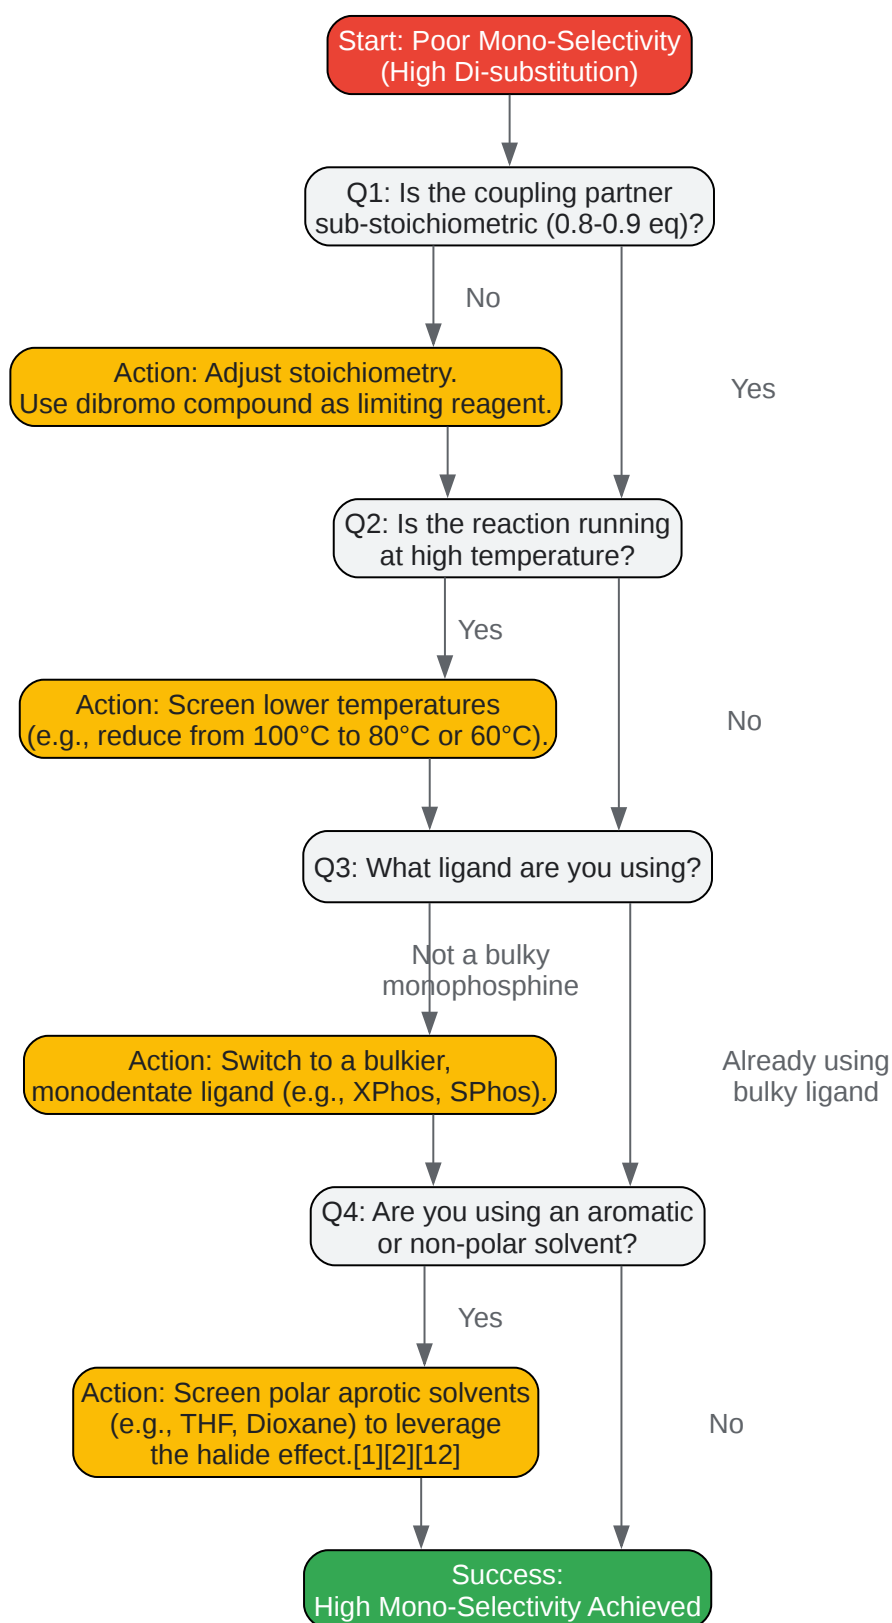 Start: Poor Mono-Selectivity
(High Di-substitution)
Q1: Is the coupling partner
sub-stoichiometric (0.8-0.9 eq)?
No
Action: Adjust stoichiometry.
Use dibromo compound as limiting reagent.
Yes
Q2: Is the reaction running
at high temperature?
Yes
Action: Screen lower temperatures
(e.g., reduce from 100°C to 80°C or 60°C).
No
Q3: What ligand are you using?
Not a bulky
monophosphine
Action: Switch to a bulkier,
monodentate ligand (e.g., XPhos, SPhos).
Already using
bulky ligand
Q4: Are you using an aromatic
or non-polar solvent?
Yes
Action: Screen polar aprotic solvents
(e.g., THF, Dioxane) to leverage
the halide effect.[1][2][12]
No
Success:
High Mono-Selectivity Achieved